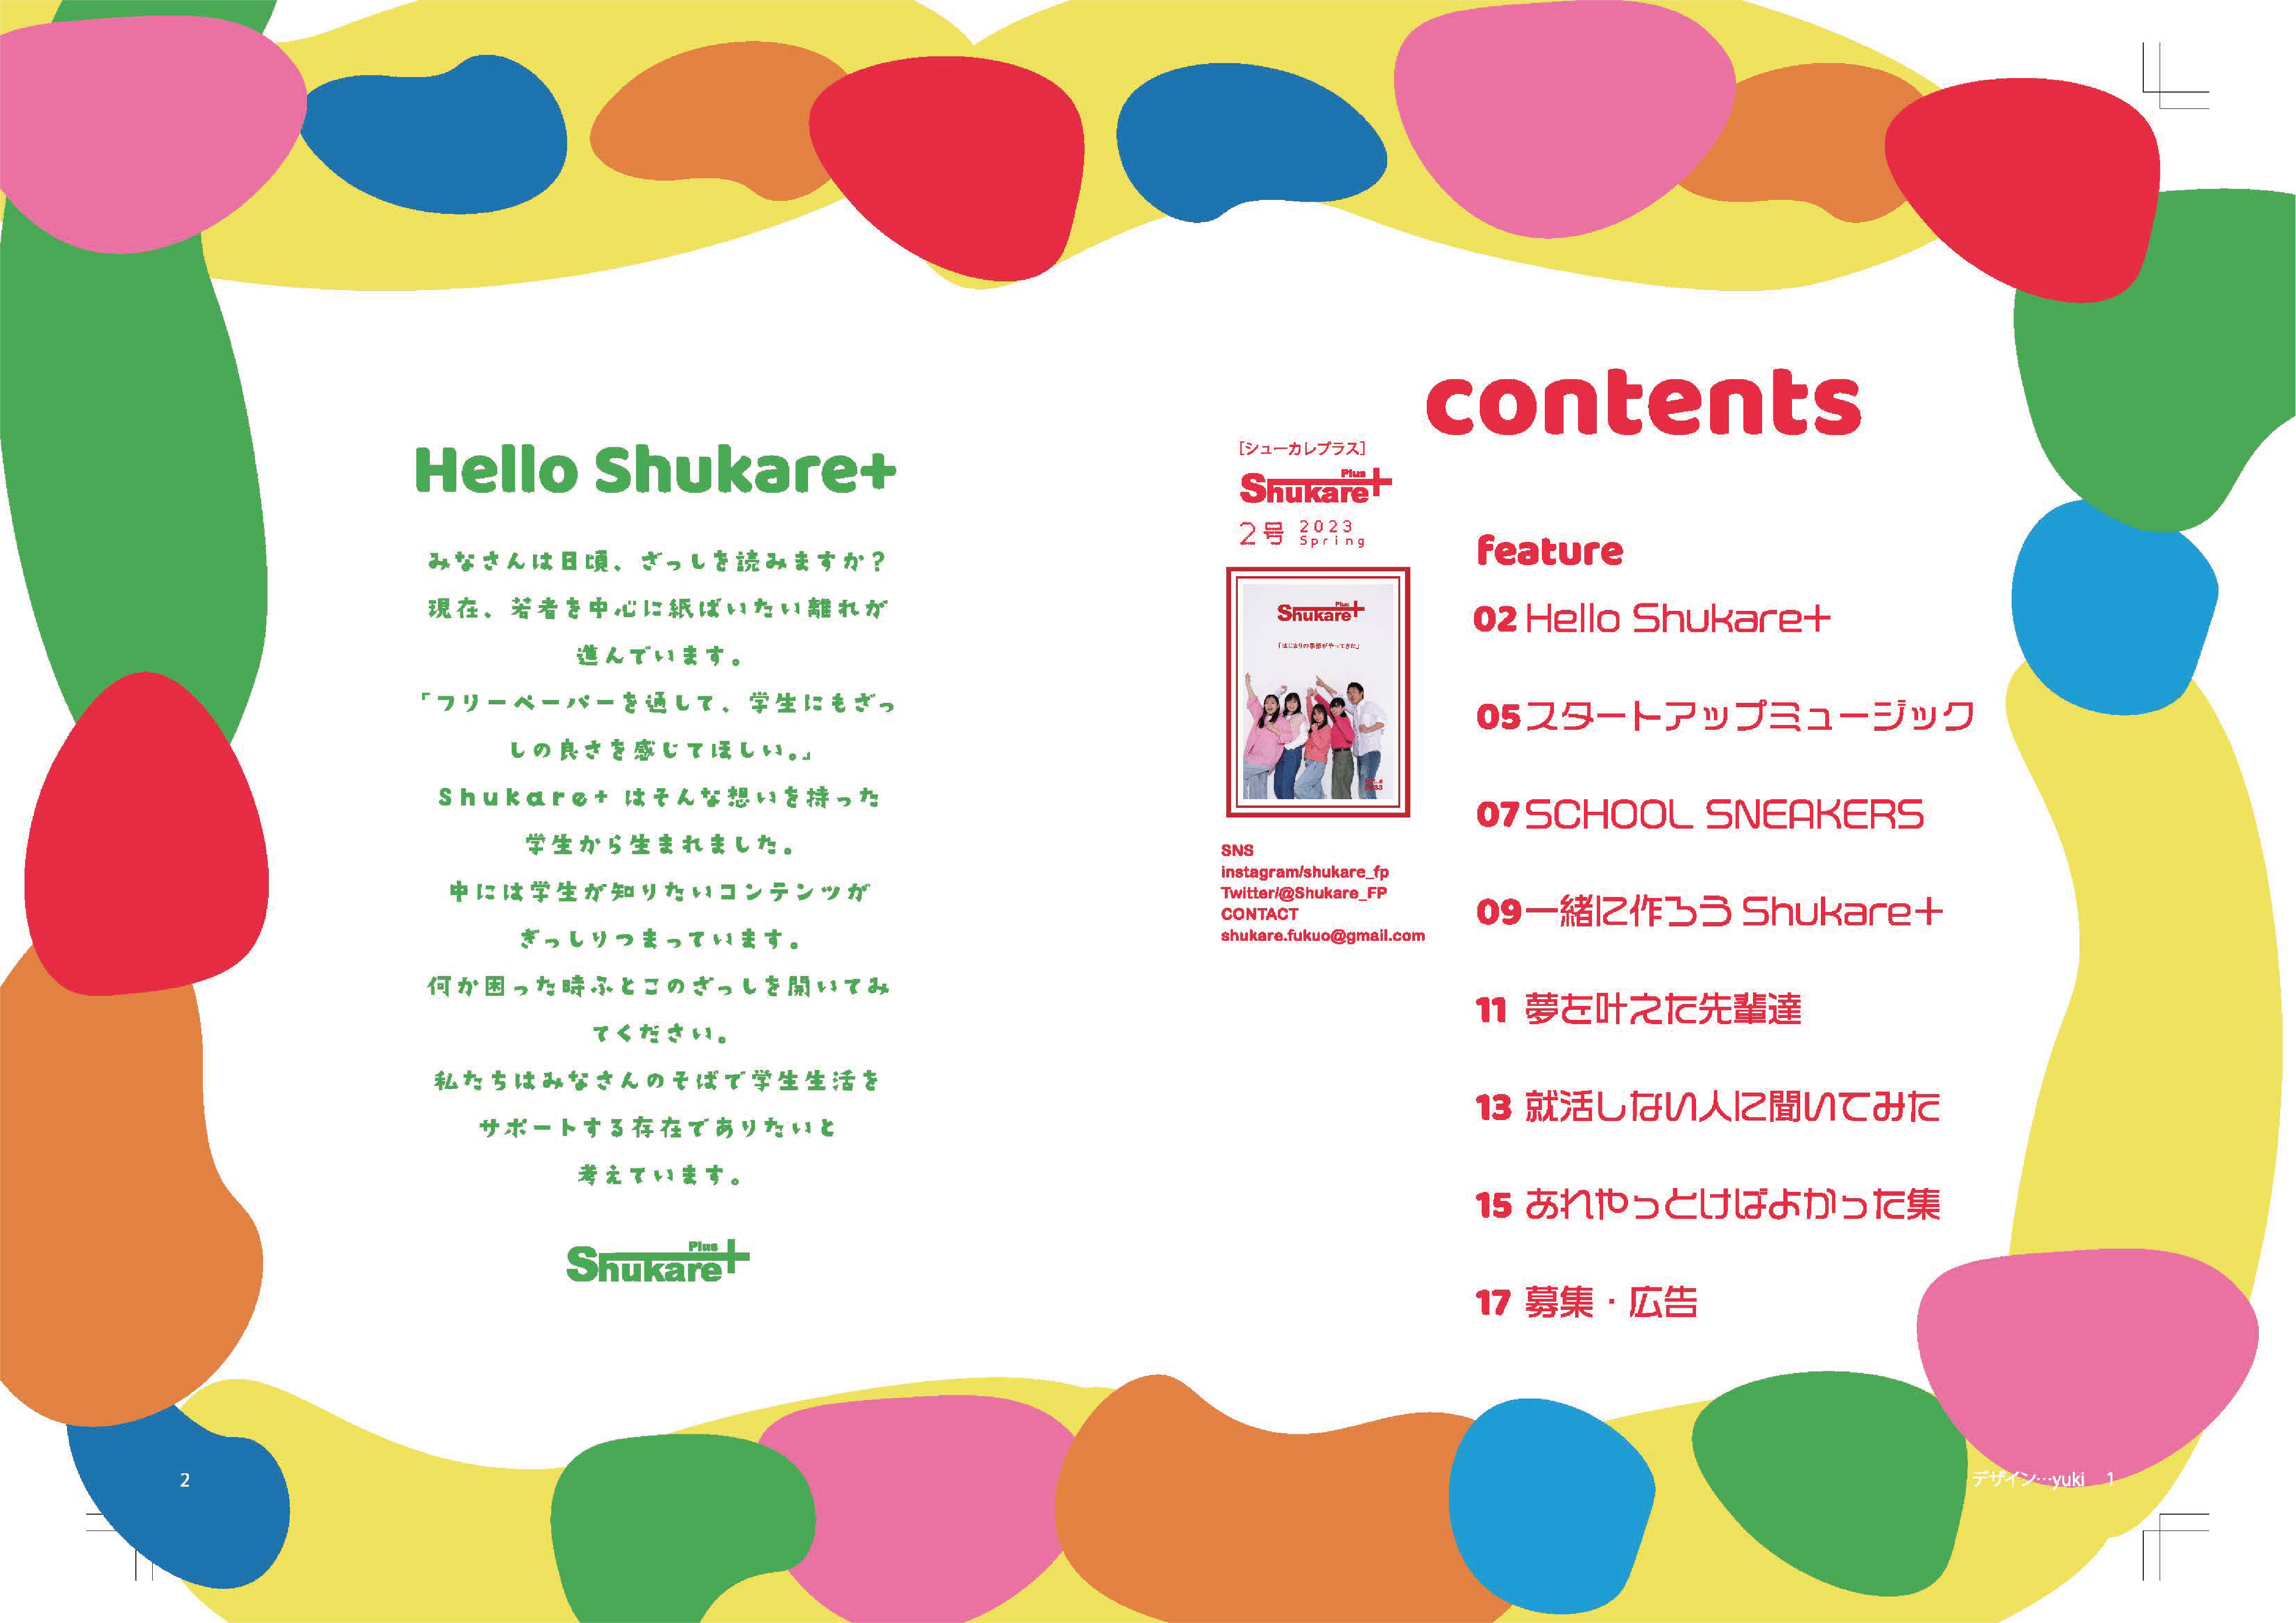 Hello Shukare+
みなさんは日頃、ざっしを読みますか？
現在、若者を中心に紙ばいたい離れが
進んでいます。
「フリーペーパーを通して、学生にもざっ
しの良さを感じてほしい。」
Shukare+ はそんな想いを持った
学生から生まれました。
中には学生が知りたいコンテンツが
ぎっしりつまっています。
何か困った時ふとこのざっしを開いてみ
てください。
私たちはみなさんのそばで学生生活を
サポートする存在でありたいと
考えています。
Shukare Plus+
2
contents
［シューカレプラス］
Shukare Plus+
2号 2023
Spring
Shukare Plus+
「はじまりの季節がやってきた」
SNS
instagram/shukare_fp
Twitter/@Shukare_FP
CONTACT
shukare.fukuo@gmail.com
feature
02 Hello Shukare+
05 スタートアップミュージック
07 SCHOOL SNEAKERS
09 一緒に作ろう Shukare+
11 夢を叶えた先輩達
13 就活しない人に聞いてみた
15 あれやっとけばよかった集
17 募集・広告
デザイン…yuki 1